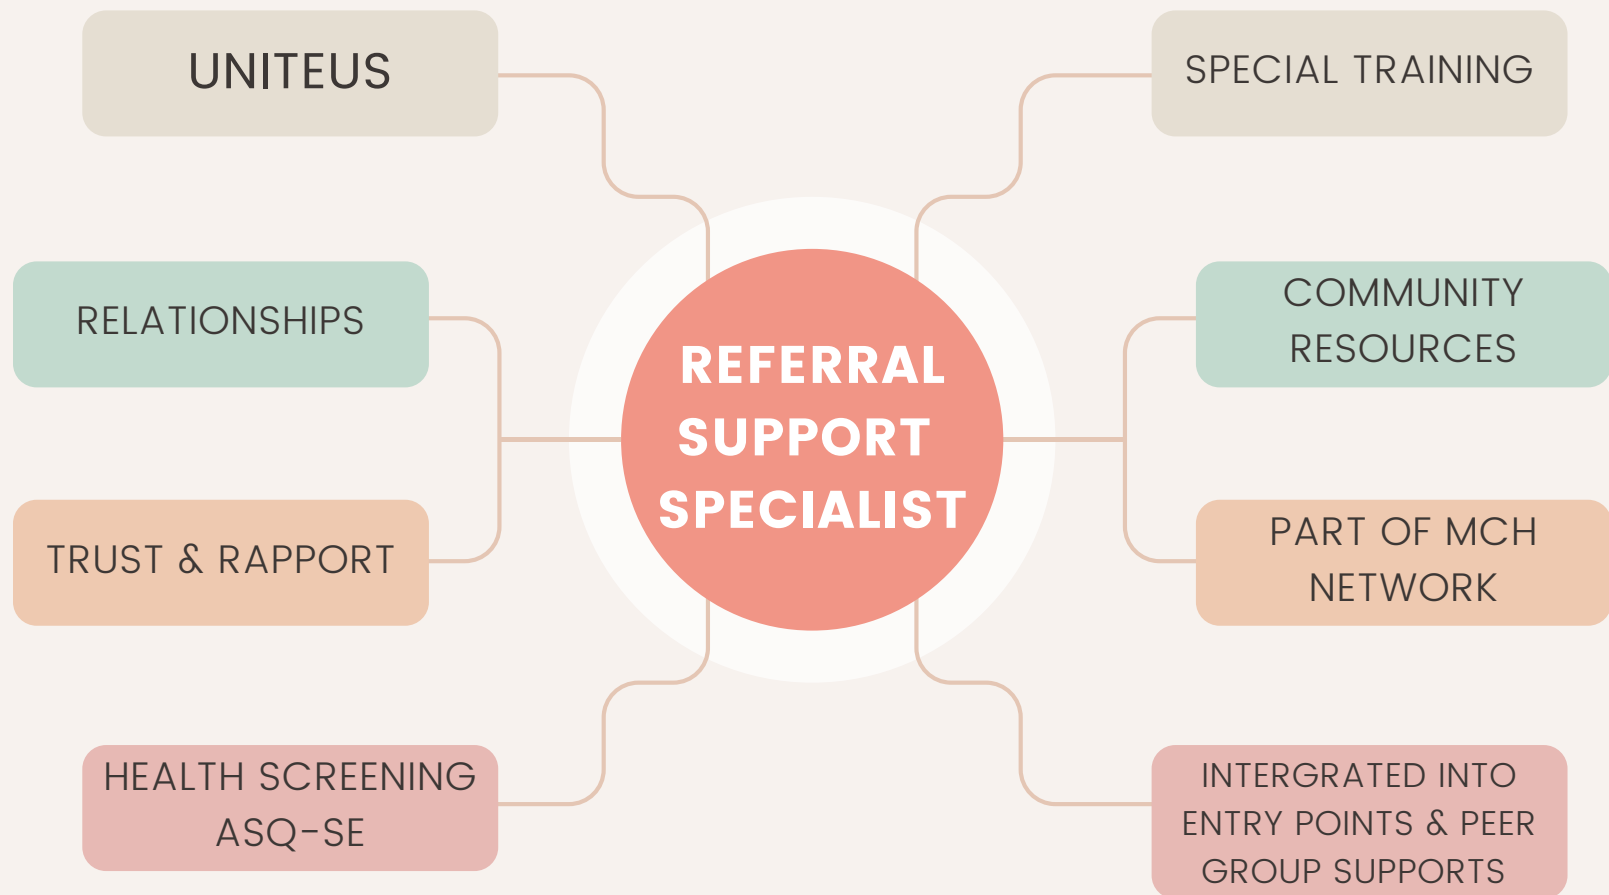 UNITEUS
SPECIAL TRAINING
RELATIONSHIPS
COMMUNITY
RESOURCES
REFERRAL
SUPPORT
SPECIALIST
TRUST & RAPPORT
PART OF MCH
NETWORK
HEALTH SCREENING
ASQ-SE
INTERGRATED INTO
ENTRY POINTS & PEER
GROUP SUPPORTS